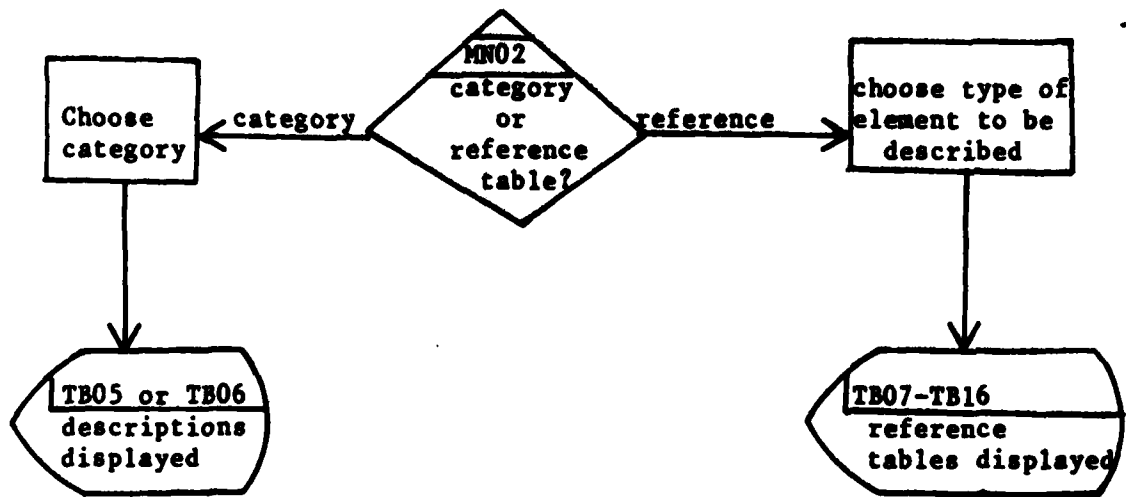 MN02
category
or
reference
table?
category
Choose
category
reference
choose type of
element to be
described
TB05 or TB06
descriptions
displayed
TB07-TB16
reference
tables displayed